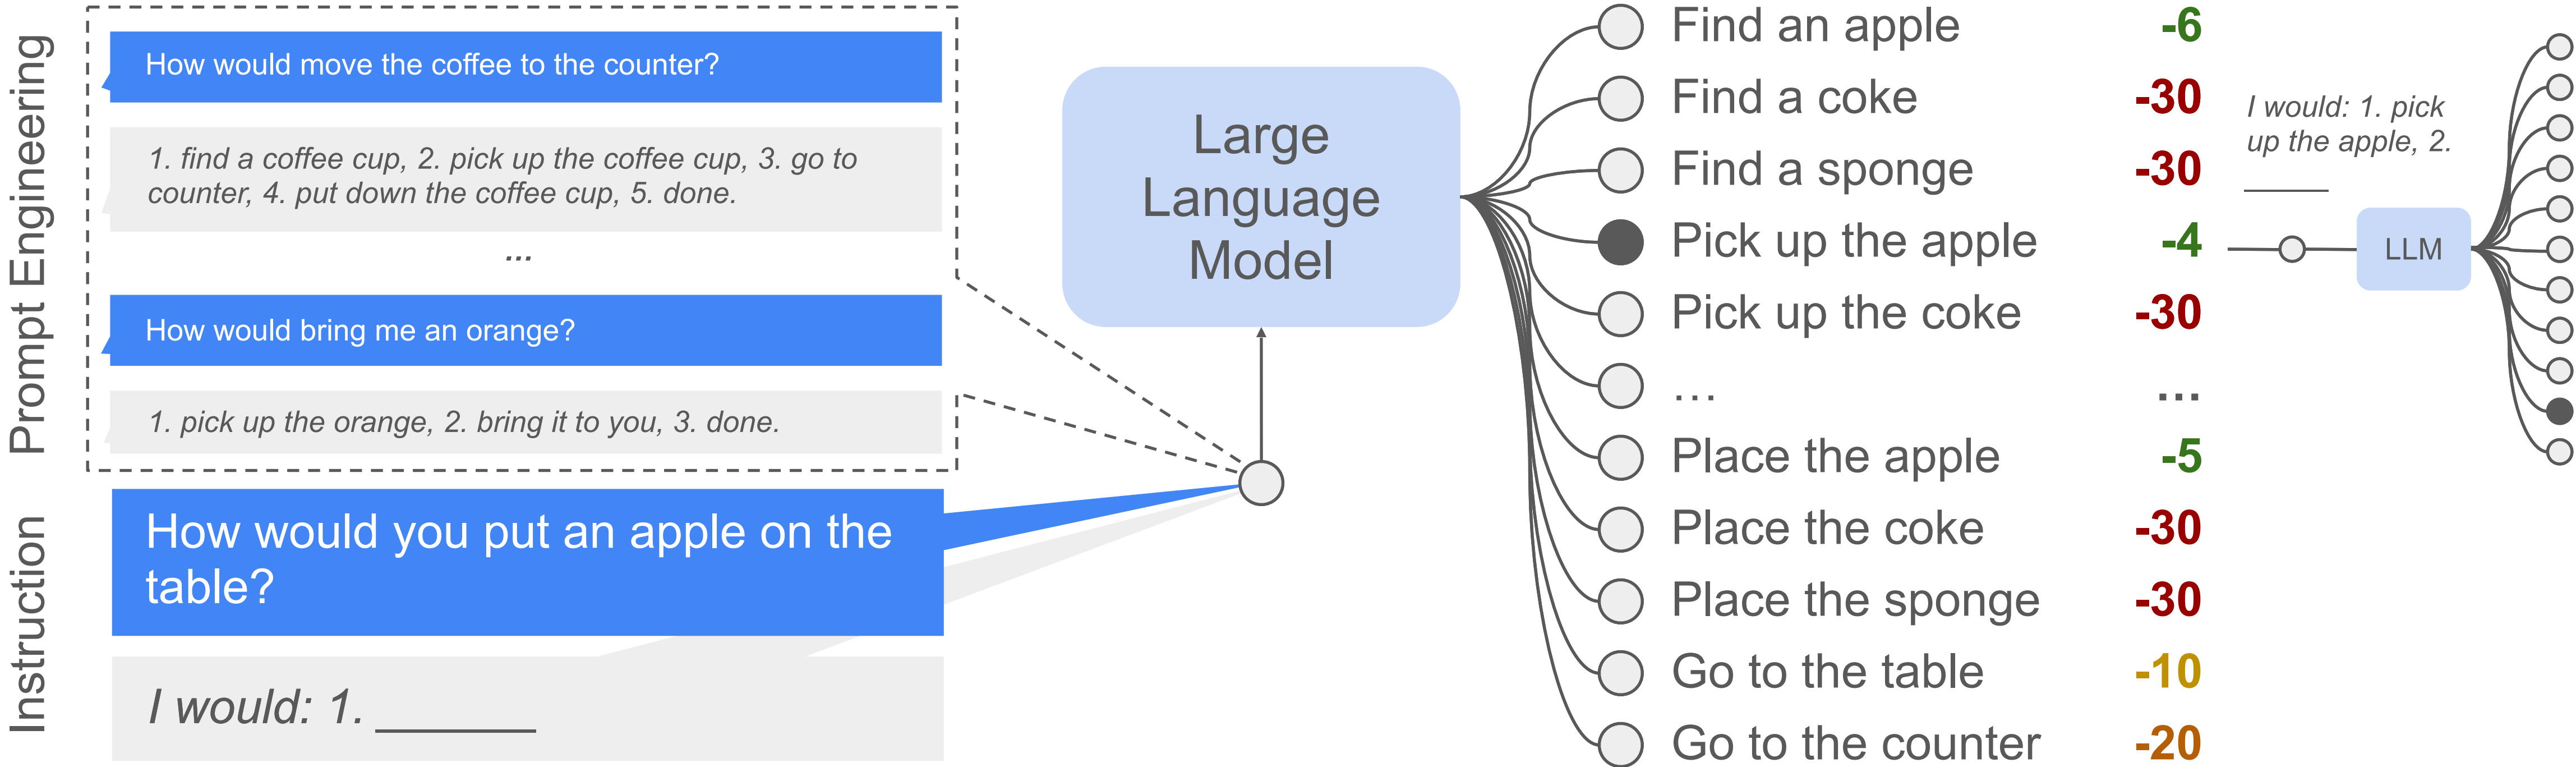 Prompt Engineering
How would move the coffee to the counter?
1. find a coffee cup, 2. pick up the coffee cup, 3. go to
counter, 4. put down the coffee cup, 5. done.
...
How would bring me an orange?
1. pick up the orange, 2. bring it to you, 3. done.
Instruction
How would you put an apple on the
table?
I would: 1. ______
Large
Language
Model
Find an apple -6
Find a coke -30
Find a sponge -30
Pick up the apple -4
Pick up the coke -30
... ...
Place the apple -5
Place the coke -30
Place the sponge -30
Go to the table -10
Go to the counter -20
I would: 1. pick
up the apple, 2.
______
LLM